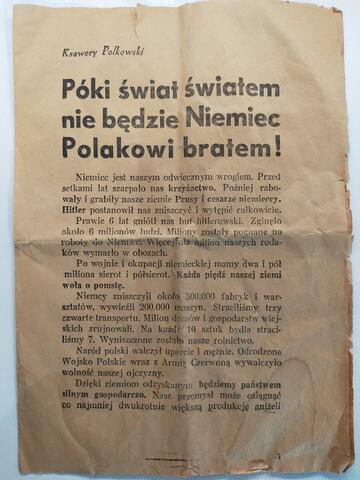 Ksawery Polkowski
Póki świat światem
nie będzie Niemiec
Polakowi bratem!
Niemiec jest naszym odwiecznym wrogiem. Przed
setkami lat szarpało nas krzyżactwo. Poźniej rabo-
wały i grabiły nasze ziemie Prusy i cesarze niemieccy.
Hitler postanowił nas zniszczyć i wytępić całkowicie.
Prawie 6 lat gniótł nas but hitlerowski. Zginęło
około 6 milionów ludzi. Miliony zostały pognane na
roboty do Niemiec. Więcej niż milion naszych roda-
ków wymarło w obozach.
Po wojnie i okupacji niemieckiej mamy dwa i pół
miliona sierot i półsierot. Każda piędź naszej ziemi
woła o pomstę.
Niemcy zniszczyli około 500.000 fabryk i war-
sztatów, wywieźli 200.000 maszyn. Straciliśmy trzy
czwarte transportu. Milion domów i gospodarstw wiej-
skich zrujnowali. Na każde 10 sztuk bydła straci-
liśmy 7. Wyniszczone zostało nasze rolnictwo.
Naród polski walczył uparcie i mężnie. Odrodzone
Wojsko Polskie wraz z Armią Czerwoną wywalczyło
wolność naszej ojczyzny.
Dzięki ziemiom odzyskanym będziemy państwem
silnym gospodarczo. Nasz przemysł może osiągnąć
co najmniej dwukrotnie większą produkcję aniżeli